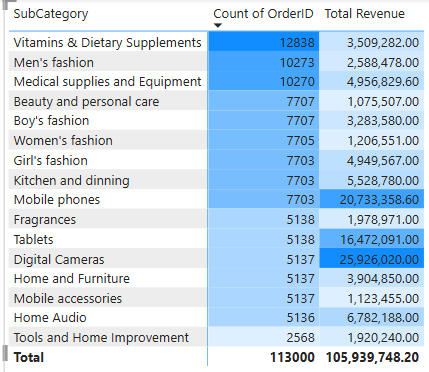 SubCategory Count of OrderID Total Revenue
Vitamins & Dietary Supplements 12838 3,509,282.00
Men's fashion 10273 2,588,478.00
Medical supplies and Equipment 10270 4,956,829.60
Beauty and personal care 7707 1,075,507.00
Boy's fashion 7707 3,283,580.00
Women's fashion 7705 1,206,551.00
Girl's fashion 7703 4,949,567.00
Kitchen and dinning 7703 5,528,780.00
Mobile phones 7703 20,733,358.60
Fragrances 5138 1,978,971.00
Tablets 5138 16,472,091.00
Digital Cameras 5137 25,926,020.00
Home and Furniture 5137 3,904,850.00
Mobile accessories 5137 1,123,455.00
Home Audio 5136 6,782,188.00
Tools and Home Improvement 2568 1,920,240.00
Total 113000 105,939,748.20